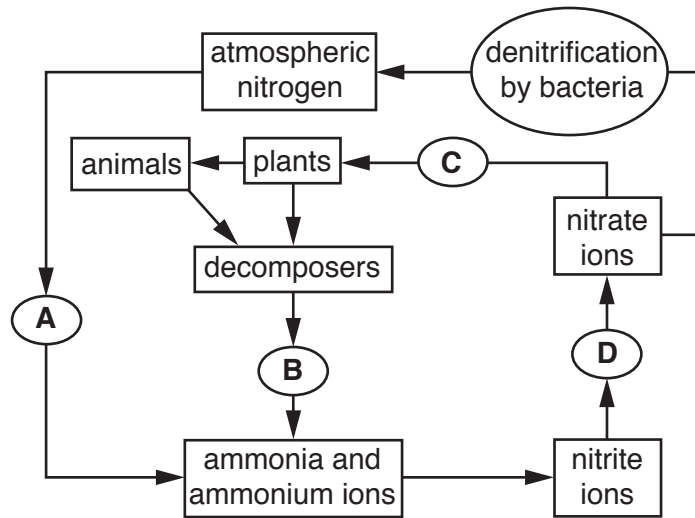 atmospheric
nitrogen
denitrification
by bacteria
animals
plants
C
nitrate
ions
decomposers
A
B
D
ammonia and
ammonium ions
nitrite
ions